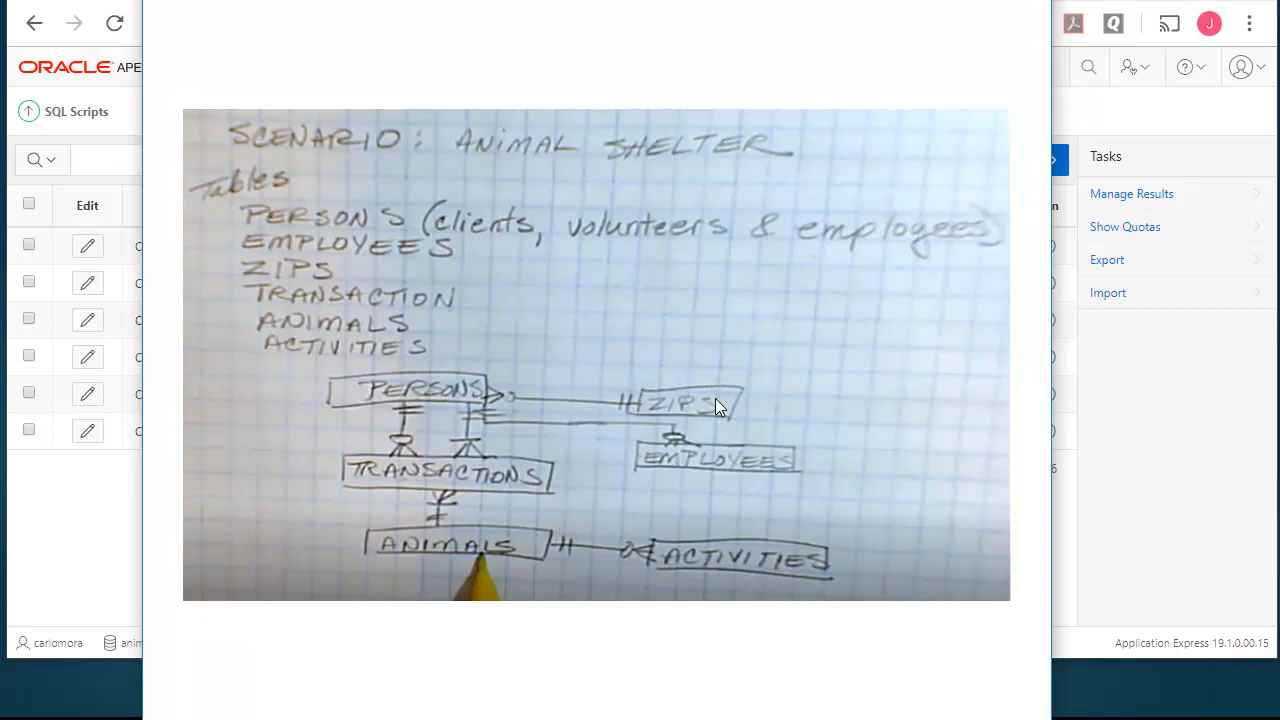 ORACLE APE
SQL Scripts
Edit
SCENARIO: ANIMAL SHELTER
Tables
PERSONS (clients, volunteers & employees)
EMPLOYEES
ZIPS
TRANSACTION
ANIMALS
ACTIVITIES
PERSONS
ZIPS
EMPLOYEES
TRANSACTIONS
ANIMALS
ACTIVITIES
J
Tasks
Manage Results
Show Quotas
Export
Import
cariomora
anim
Application Express 19.1.0.00.15